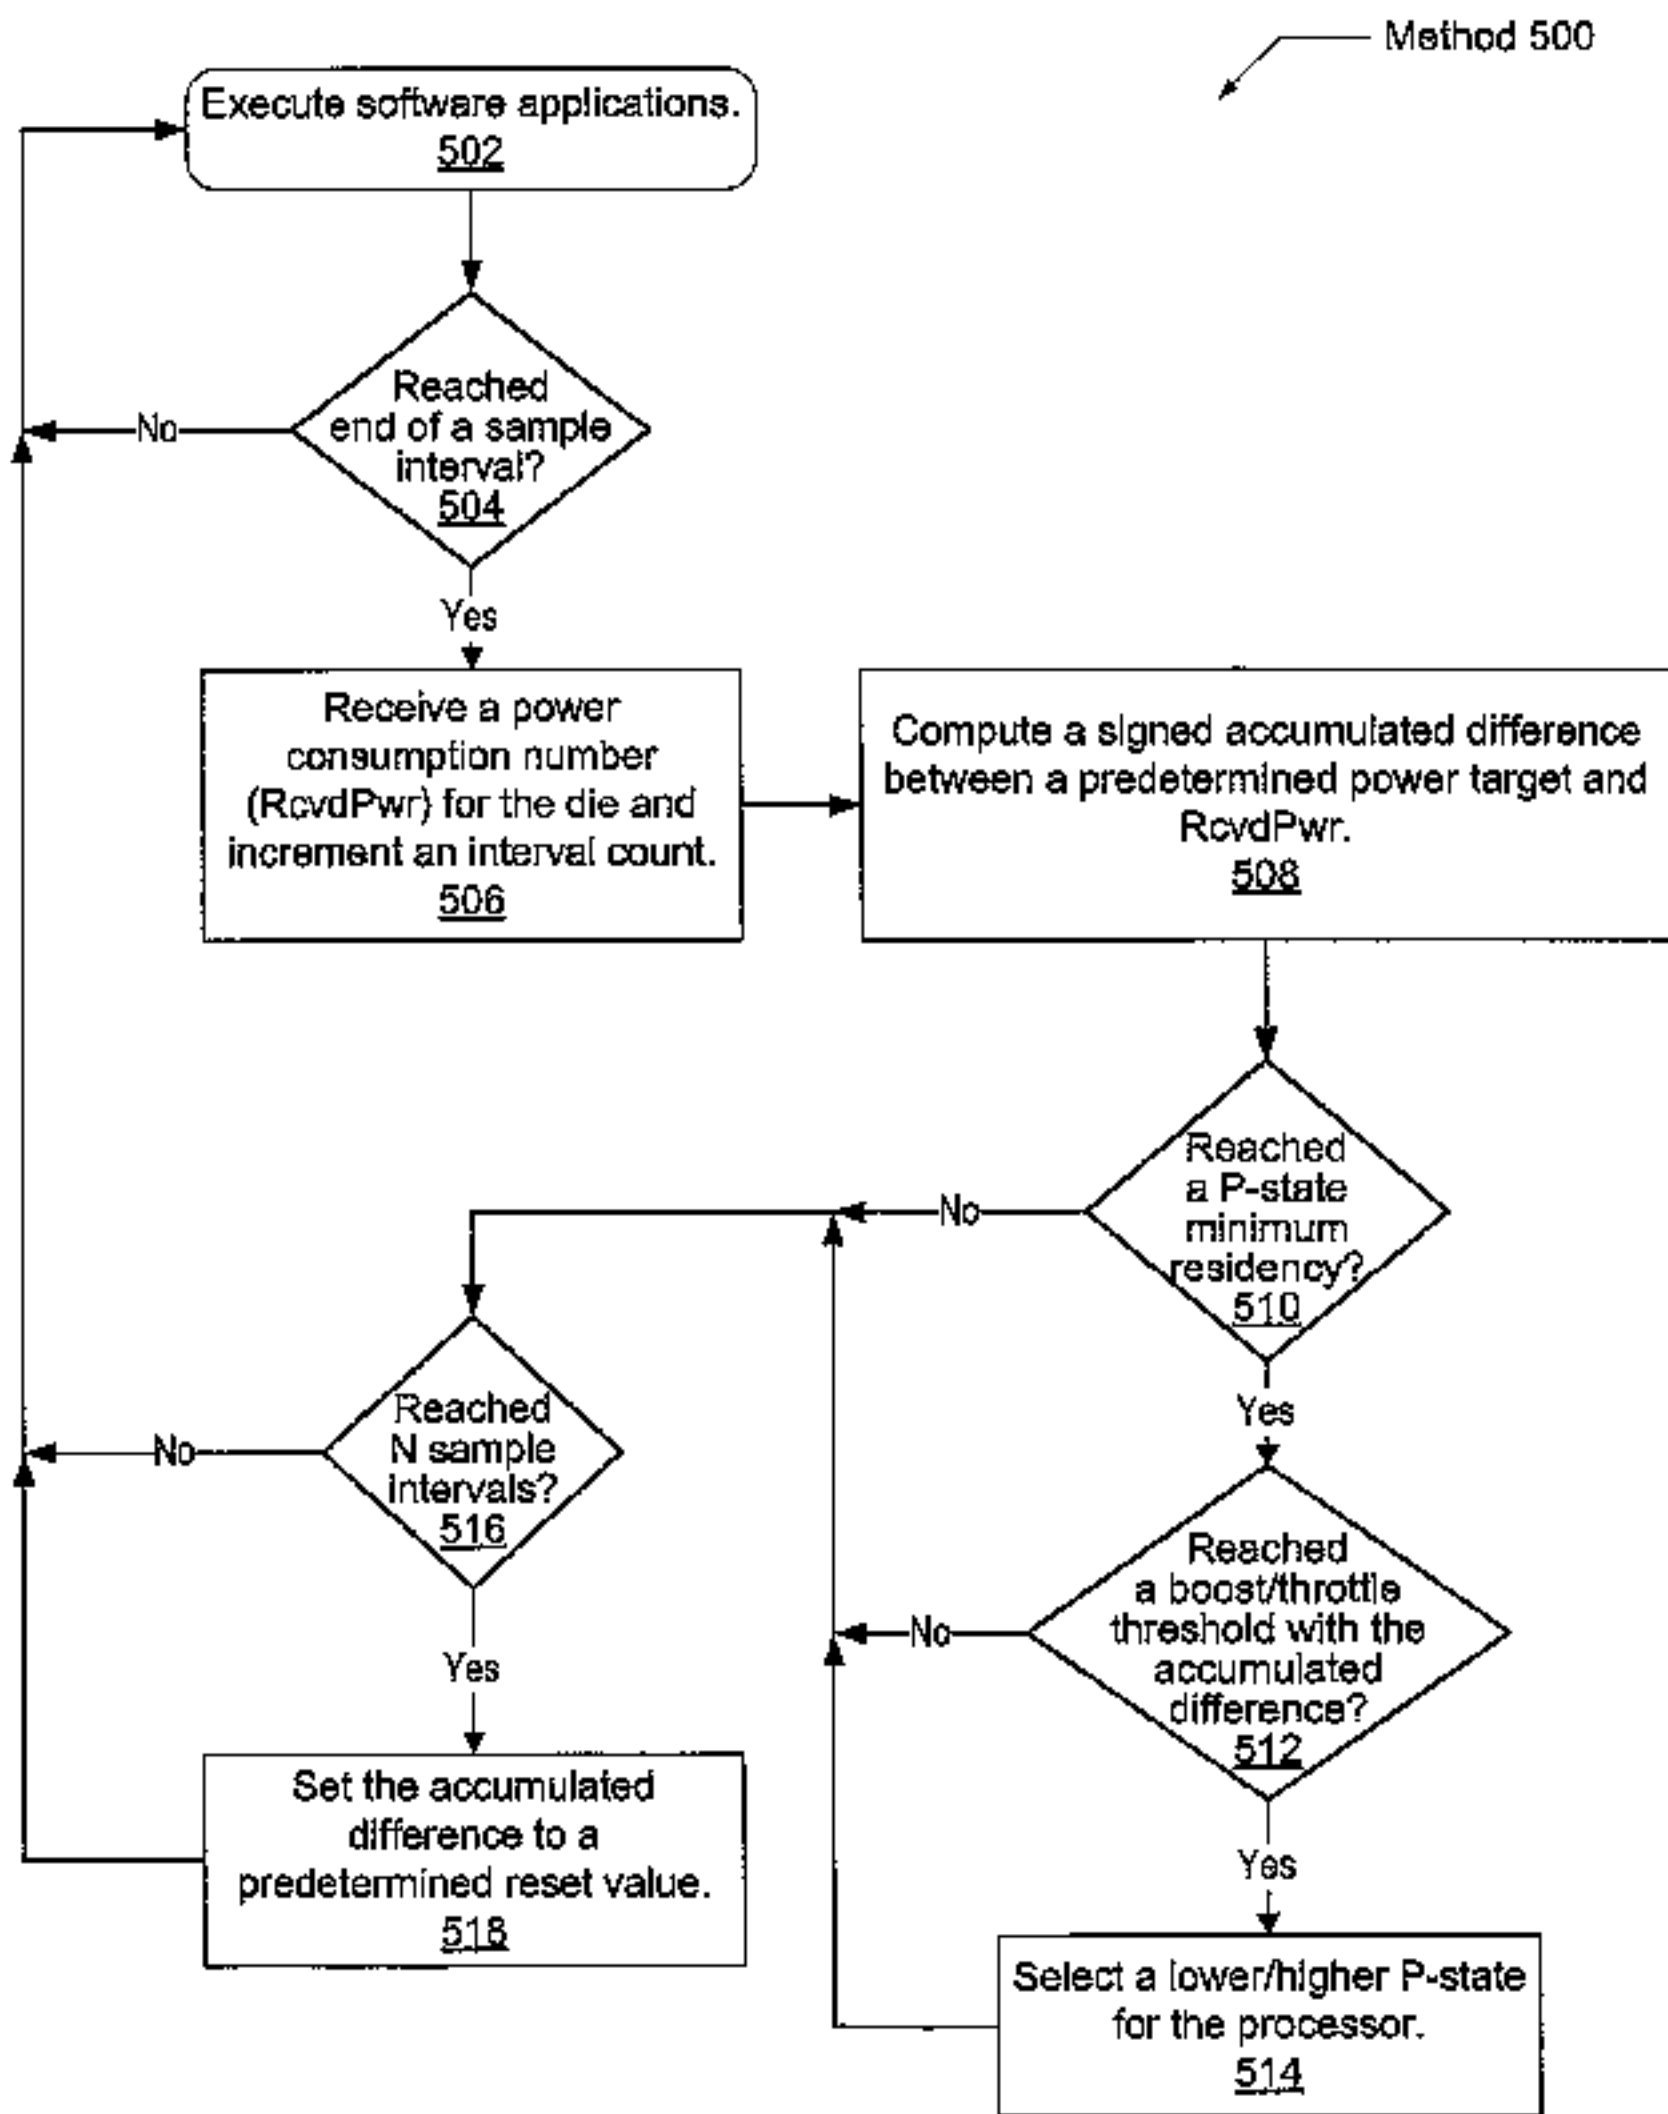 Method 500
Execute software applications.
502
Reached
end of a sample
interval?
504
No
Yes
Receive a power
consumption number
(RcvdPwr) for the die and
increment an interval count.
506
Compute a signed accumulated difference
between a predetermined power target and
RcvdPwr.
508
Reached
a P-state
minimum
residency?
510
No
Yes
Reached
a boost/throttle
threshold with the
accumulated
difference?
512
No
Yes
Select a lower/higher P-state
for the processor.
514
Reached
N sample
intervals?
516
No
Yes
Set the accumulated
difference to a
predetermined reset value.
518